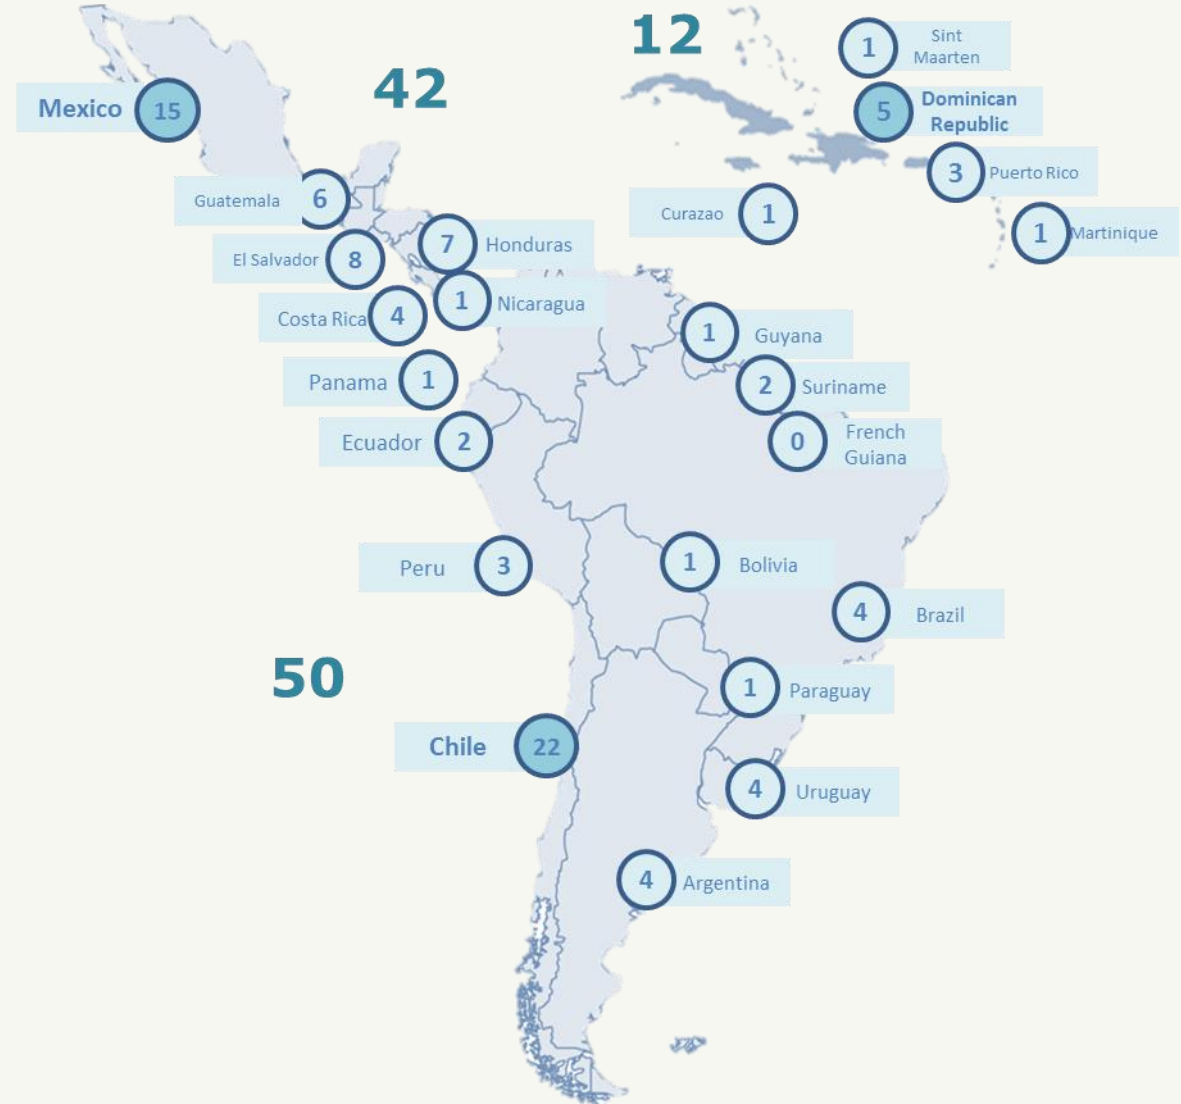 12
1
Sint
Maarten
42
Mexico
15
5
Dominican
Republic
3
Puerto Rico
Guatemala
6
Curazao
1
1
Martinique
El Salvador
8
7
Honduras
1
Nicaragua
Costa Rica
4
1
Guyana
Panama
1
2
Suriname
Ecuador
2
0
French
Guiana
Peru
3
1
Bolivia
4
Brazil
50
1
Paraguay
Chile
22
4
Uruguay
4
Argentina